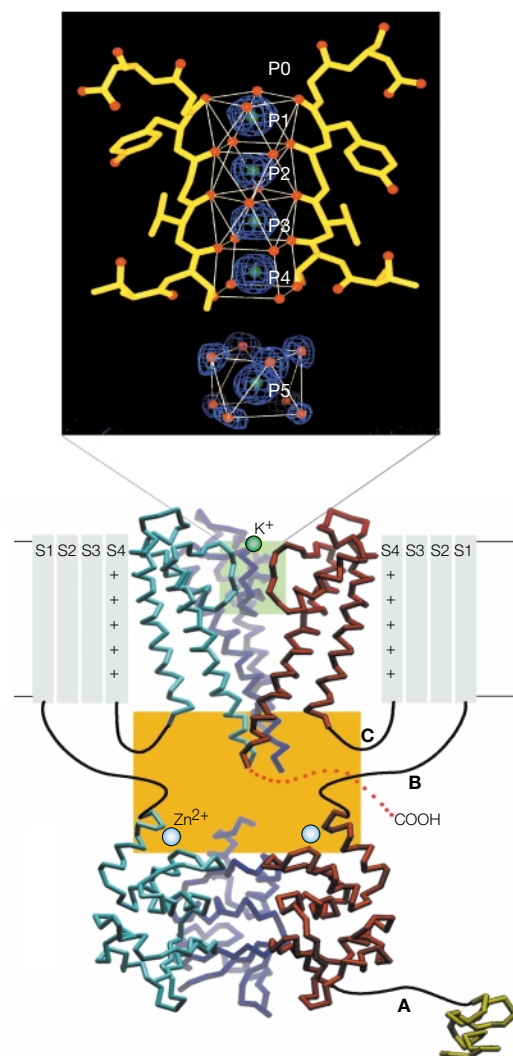 P0
P1
P2
P3
P4
P5
K+
S1 S2 S3 S4
S4 S3 S2 S1
+ +
+ +
+ +
+ +
+ +
C
B
Zn2+
COOH
A